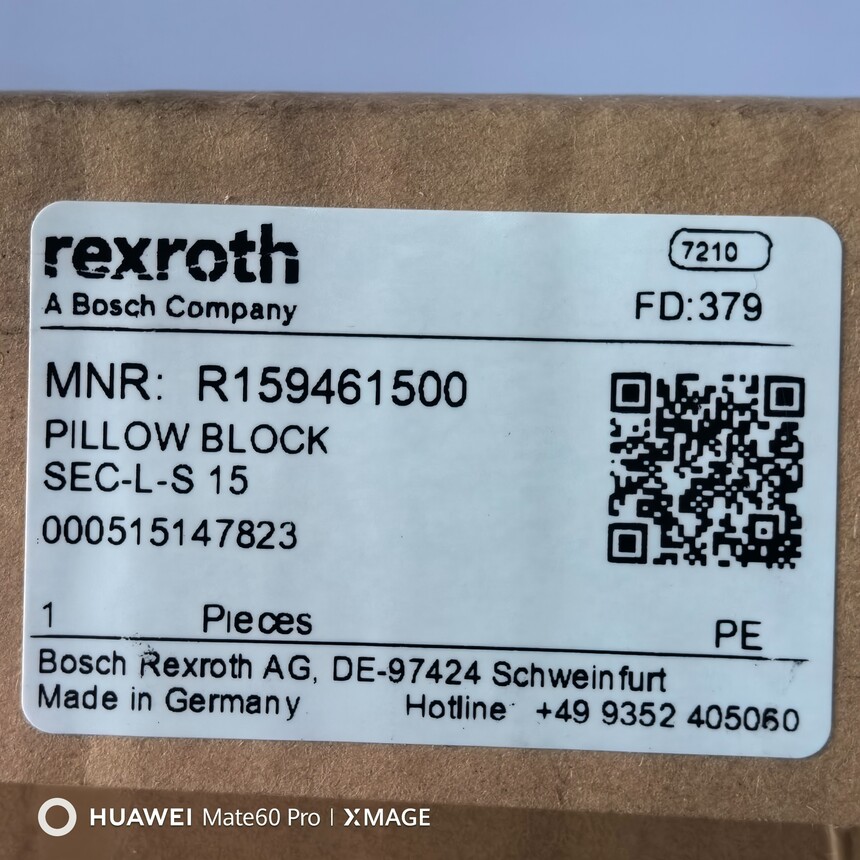 rexroth
A Bosch Company
7210
FD:379
MNR: R159461500
PILLOW BLOCK
SEC-L-S 15
000515147823
1 Pieces PE
Bosch Rexroth AG, DE-97424 Schweinfurt
Made in Germany Hotline +49 9352 405060
HUAWEI Mate60 Pro | XMAGE